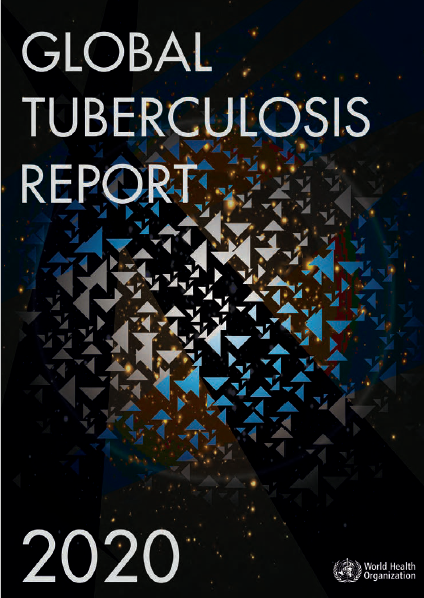 GLOBAL
TUBERCULOSIS
REPORT
2020
World Health
Organization